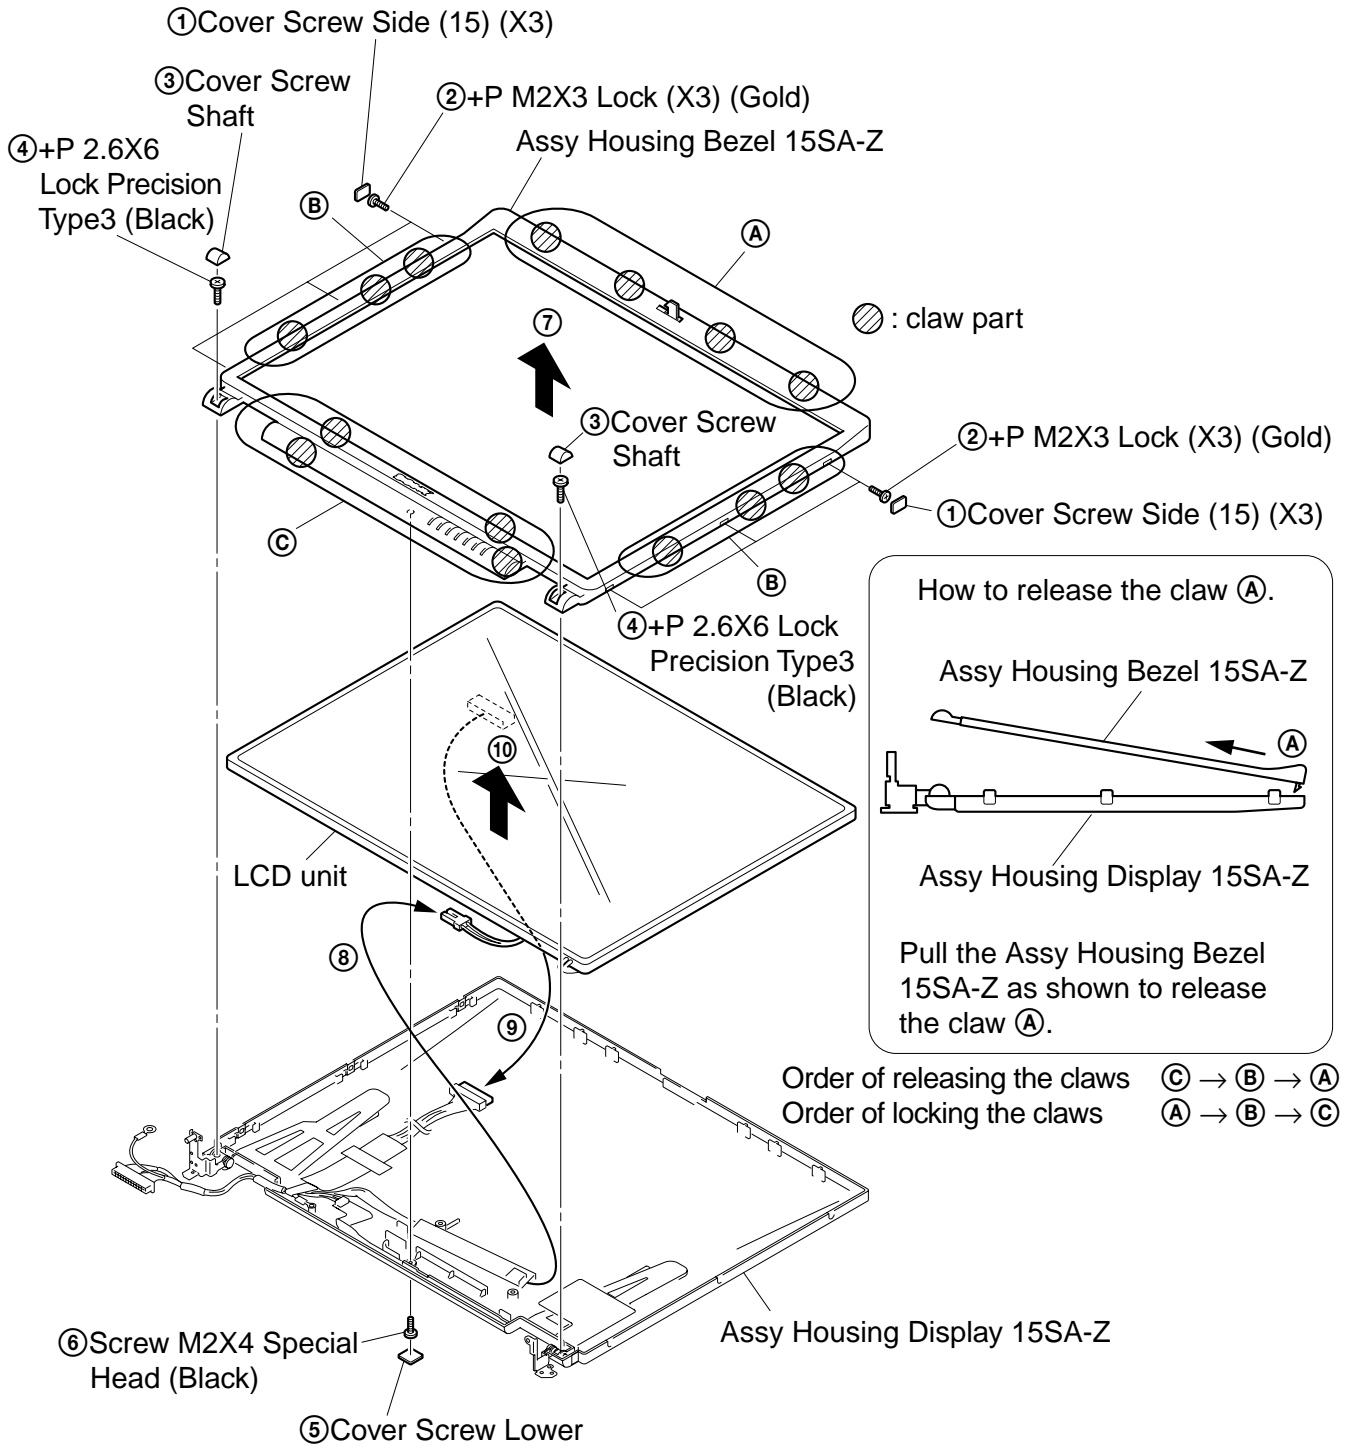 ①Cover Screw Side (15) (X3)
③Cover Screw
Shaft
②+P M2X3 Lock (X3) (Gold)
④+P 2.6X6
Lock Precision
Type3 (Black)
Assy Housing Bezel 15SA-Z
Ⓑ
Ⓐ
: claw part
⑦
③Cover Screw
Shaft
②+P M2X3 Lock (X3) (Gold)
①Cover Screw Side (15) (X3)
Ⓒ
Ⓑ
④+P 2.6X6 Lock
Precision Type3
(Black)
How to release the claw Ⓐ.
Assy Housing Bezel 15SA-Z
Ⓐ
Assy Housing Display 15SA-Z
Pull the Assy Housing Bezel
15SA-Z as shown to release
the claw Ⓐ.
⑩
LCD unit
⑧
⑨
Order of releasing the claws Ⓒ → Ⓑ → Ⓐ
Order of locking the claws Ⓐ → Ⓑ → Ⓒ
Assy Housing Display 15SA-Z
⑥Screw M2X4 Special
Head (Black)
⑤Cover Screw Lower